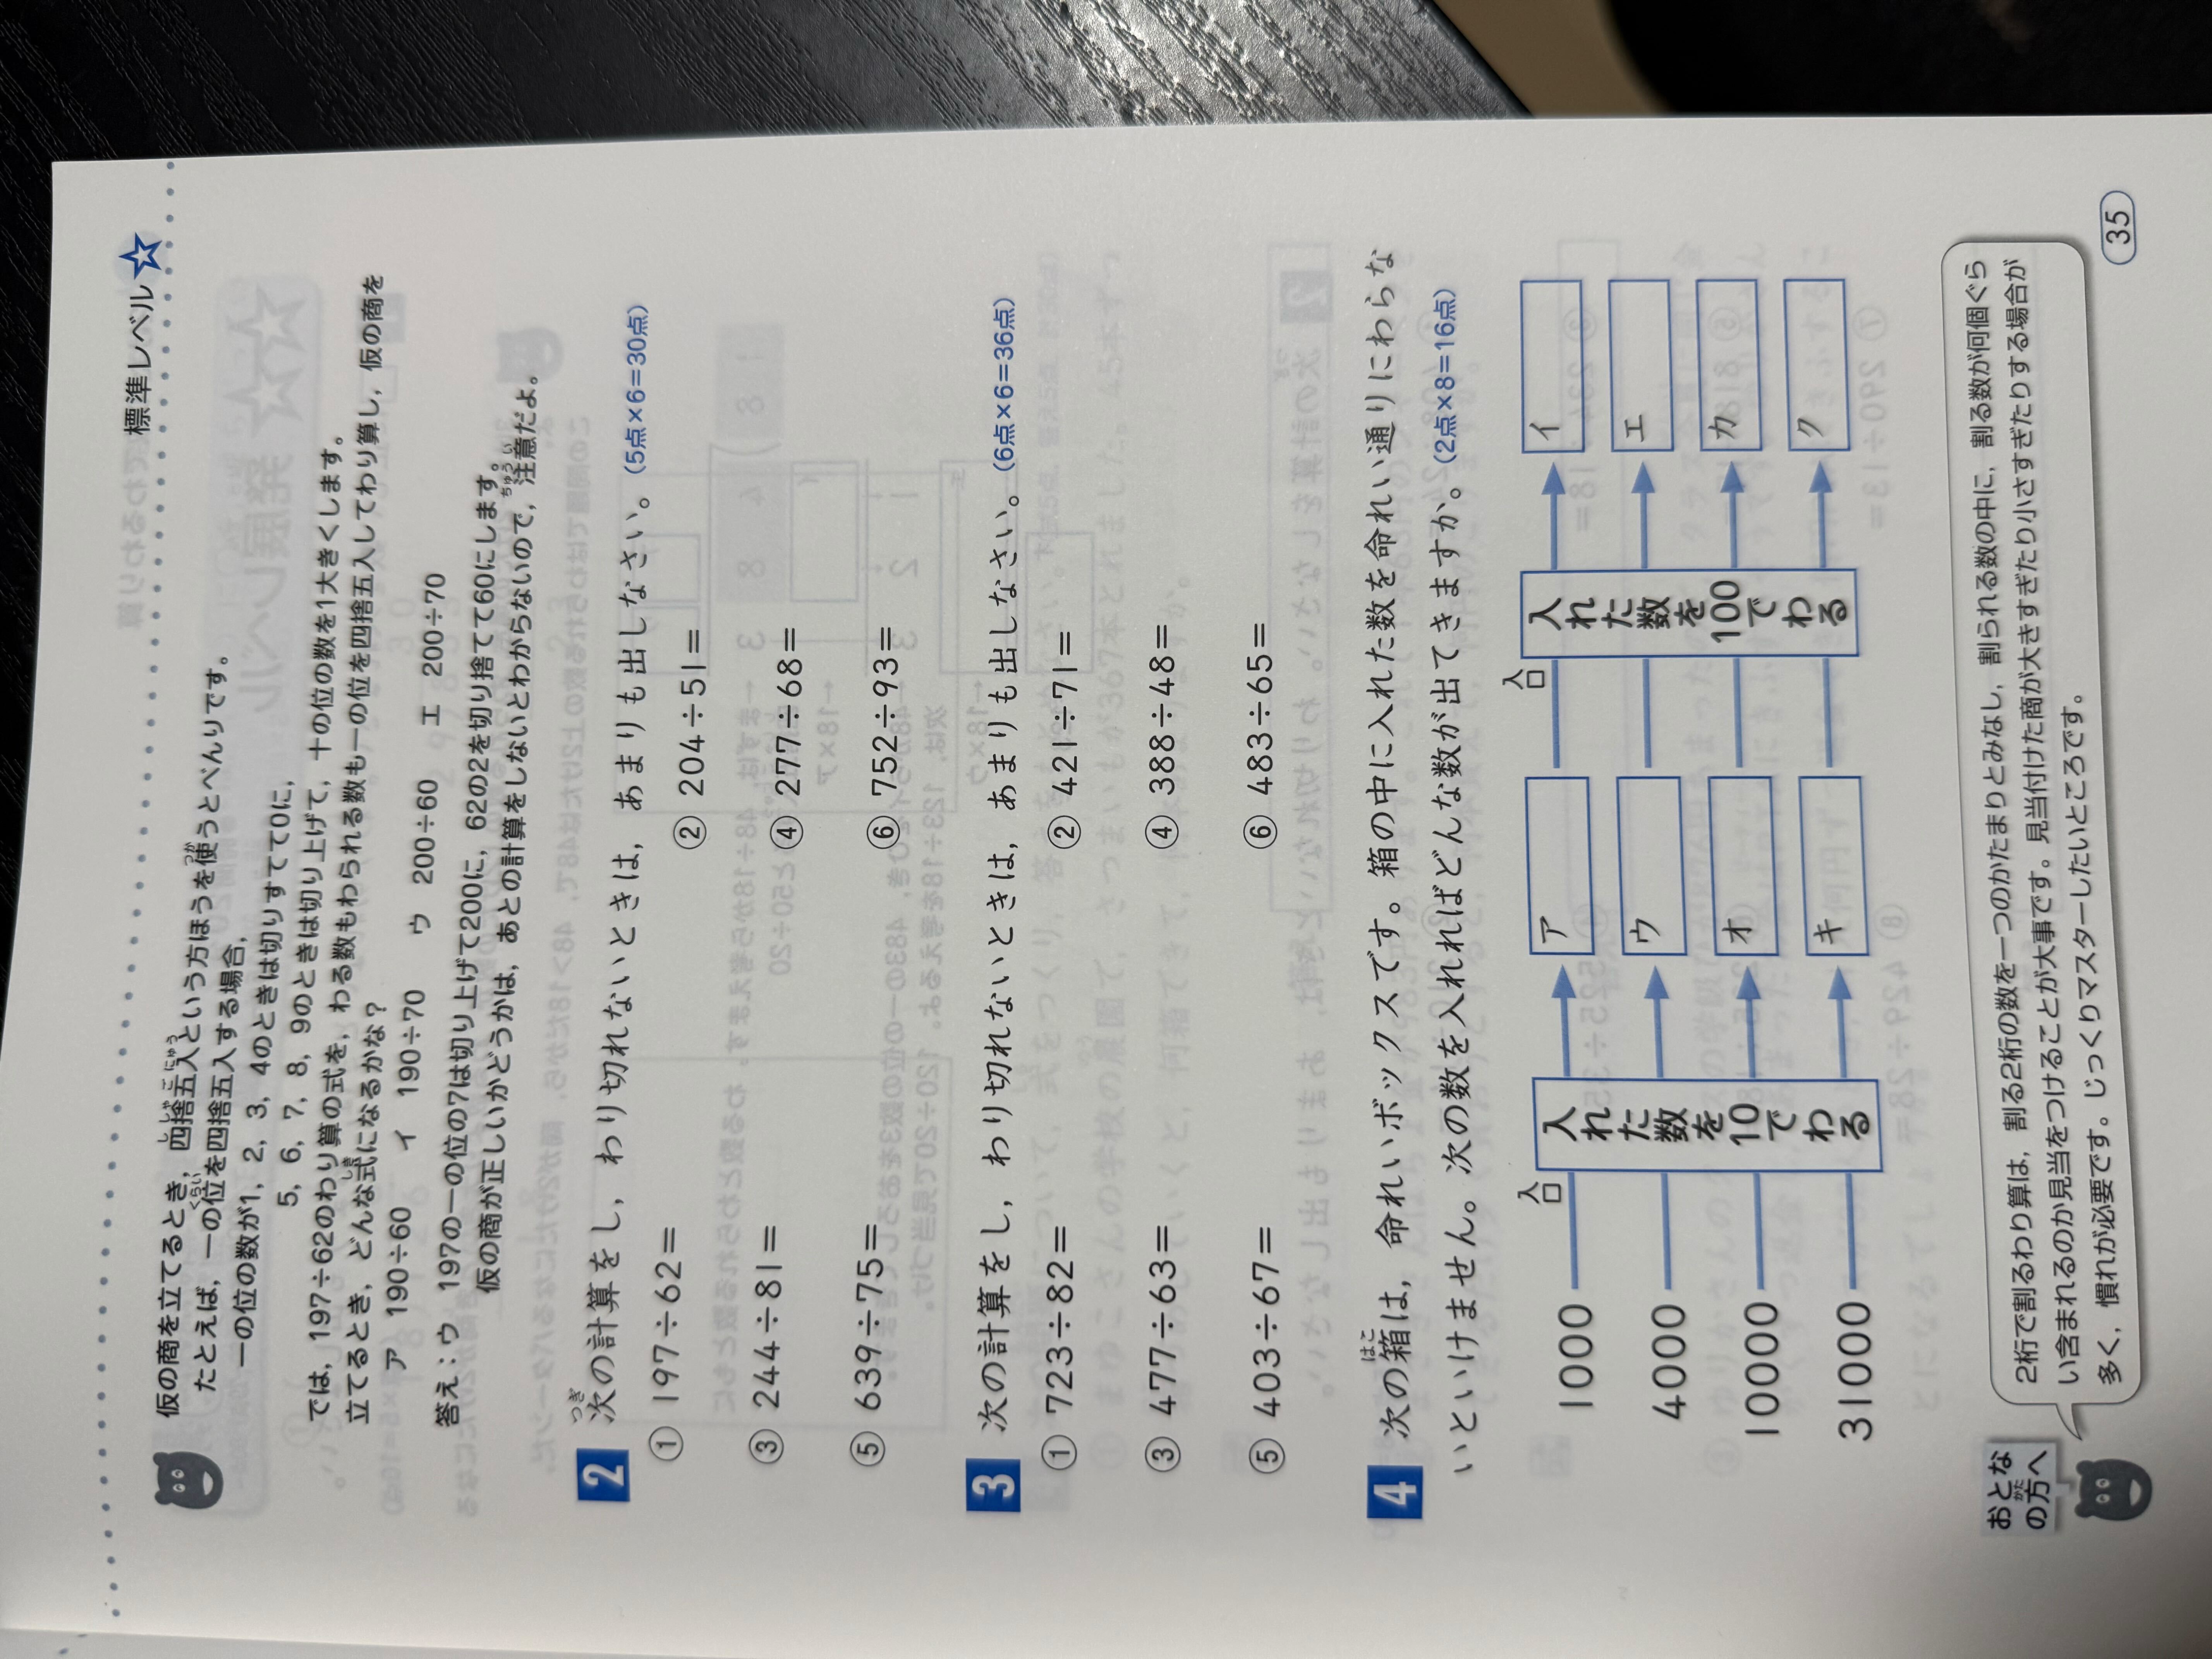 標準レベル
仮の商を立てるとき，四捨五入という方ほうを使うとべんりです。
たとえば，一の位を四捨五入する場合，
一の位の数が1，2，3，4のときは切りすてて0に，
5，6，7，8，9のときは切り上げて，十の位の数を1大きくします。
では，197÷62のわり算の式を，わる数もわられる数も一の位を四捨五入してわり算し，仮の商を
立てるとき，どんな式になるかな？
ア 190÷60 イ 190÷70 ウ 200÷60 エ 200÷70
答え：ウ 197の一の位の7は切り上げて200に，62の2を切り捨てて60にします。
仮の商が正しいかどうかは，あとの計算をしないとわからないので，注意だよ。
2 次の計算をし，わり切れないときは，あまりも出しなさい。（5点×6＝30点）
① 197÷62＝ ② 204÷51＝
③ 244÷81＝ ④ 277÷68＝
⑤ 639÷75＝ ⑥ 752÷93＝
3 次の計算をし，わり切れないときは，あまりも出しなさい。（6点×6＝36点）
① 723÷82＝ ② 421÷71＝
③ 477÷63＝ ④ 388÷48＝
⑤ 403÷67＝ ⑥ 483÷65＝
4 次の箱は，命れいボックスです。箱の中に入れた数を命れい通りにわらな
いといけません。次の数を入れればどんな数が出てきますか。（2点×8＝16点）
入口 入口
1000 ア イ
4000 ウ エ
10000 オ カ
31000 キ ク
入れた数を10でわる
入れた数を100でわる
おとなの方へ
2桁で割るわり算は，割る2桁の数を一つのかたまりとみなし，割られる数の中に，割る数が何個ぐら
い含まれるのか見当をつけることが大事です。見当付けた商が大きすぎたり小さすぎたりする場合が
多く，慣れが必要です。じっくりマスターしたいところです。
35